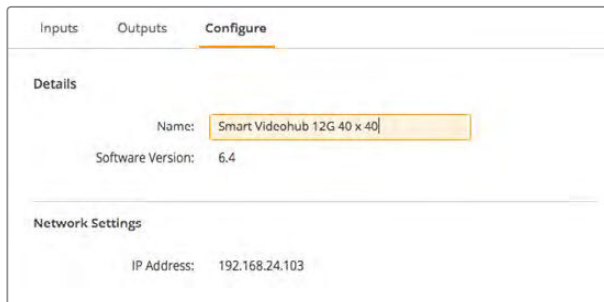 Inputs Outputs Configure
Details
Name: Smart Videohub 12G 40 x 40
Software Version: 6.4
Network Settings
IP Address: 192.168.24.103